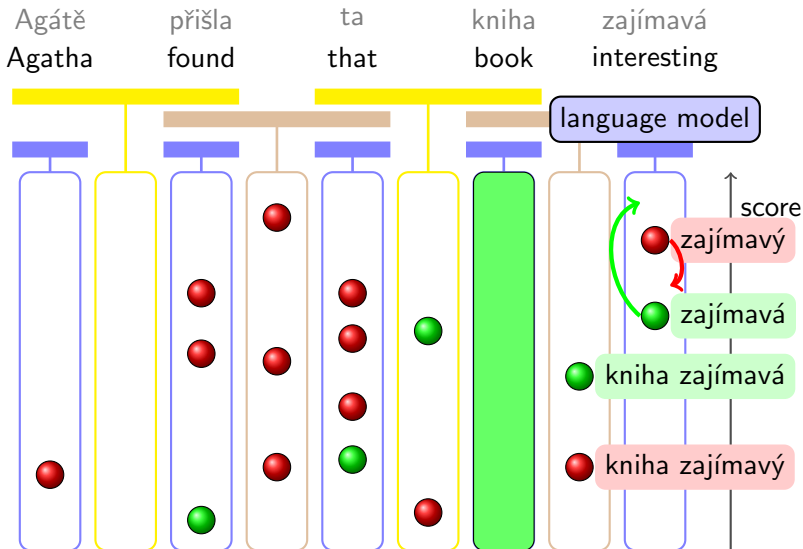 Agátě přišla ta kniha zajímavá
Agatha found that book interesting
language model
score
zajímavý
zajímavá
kniha zajímavá
kniha zajímavý